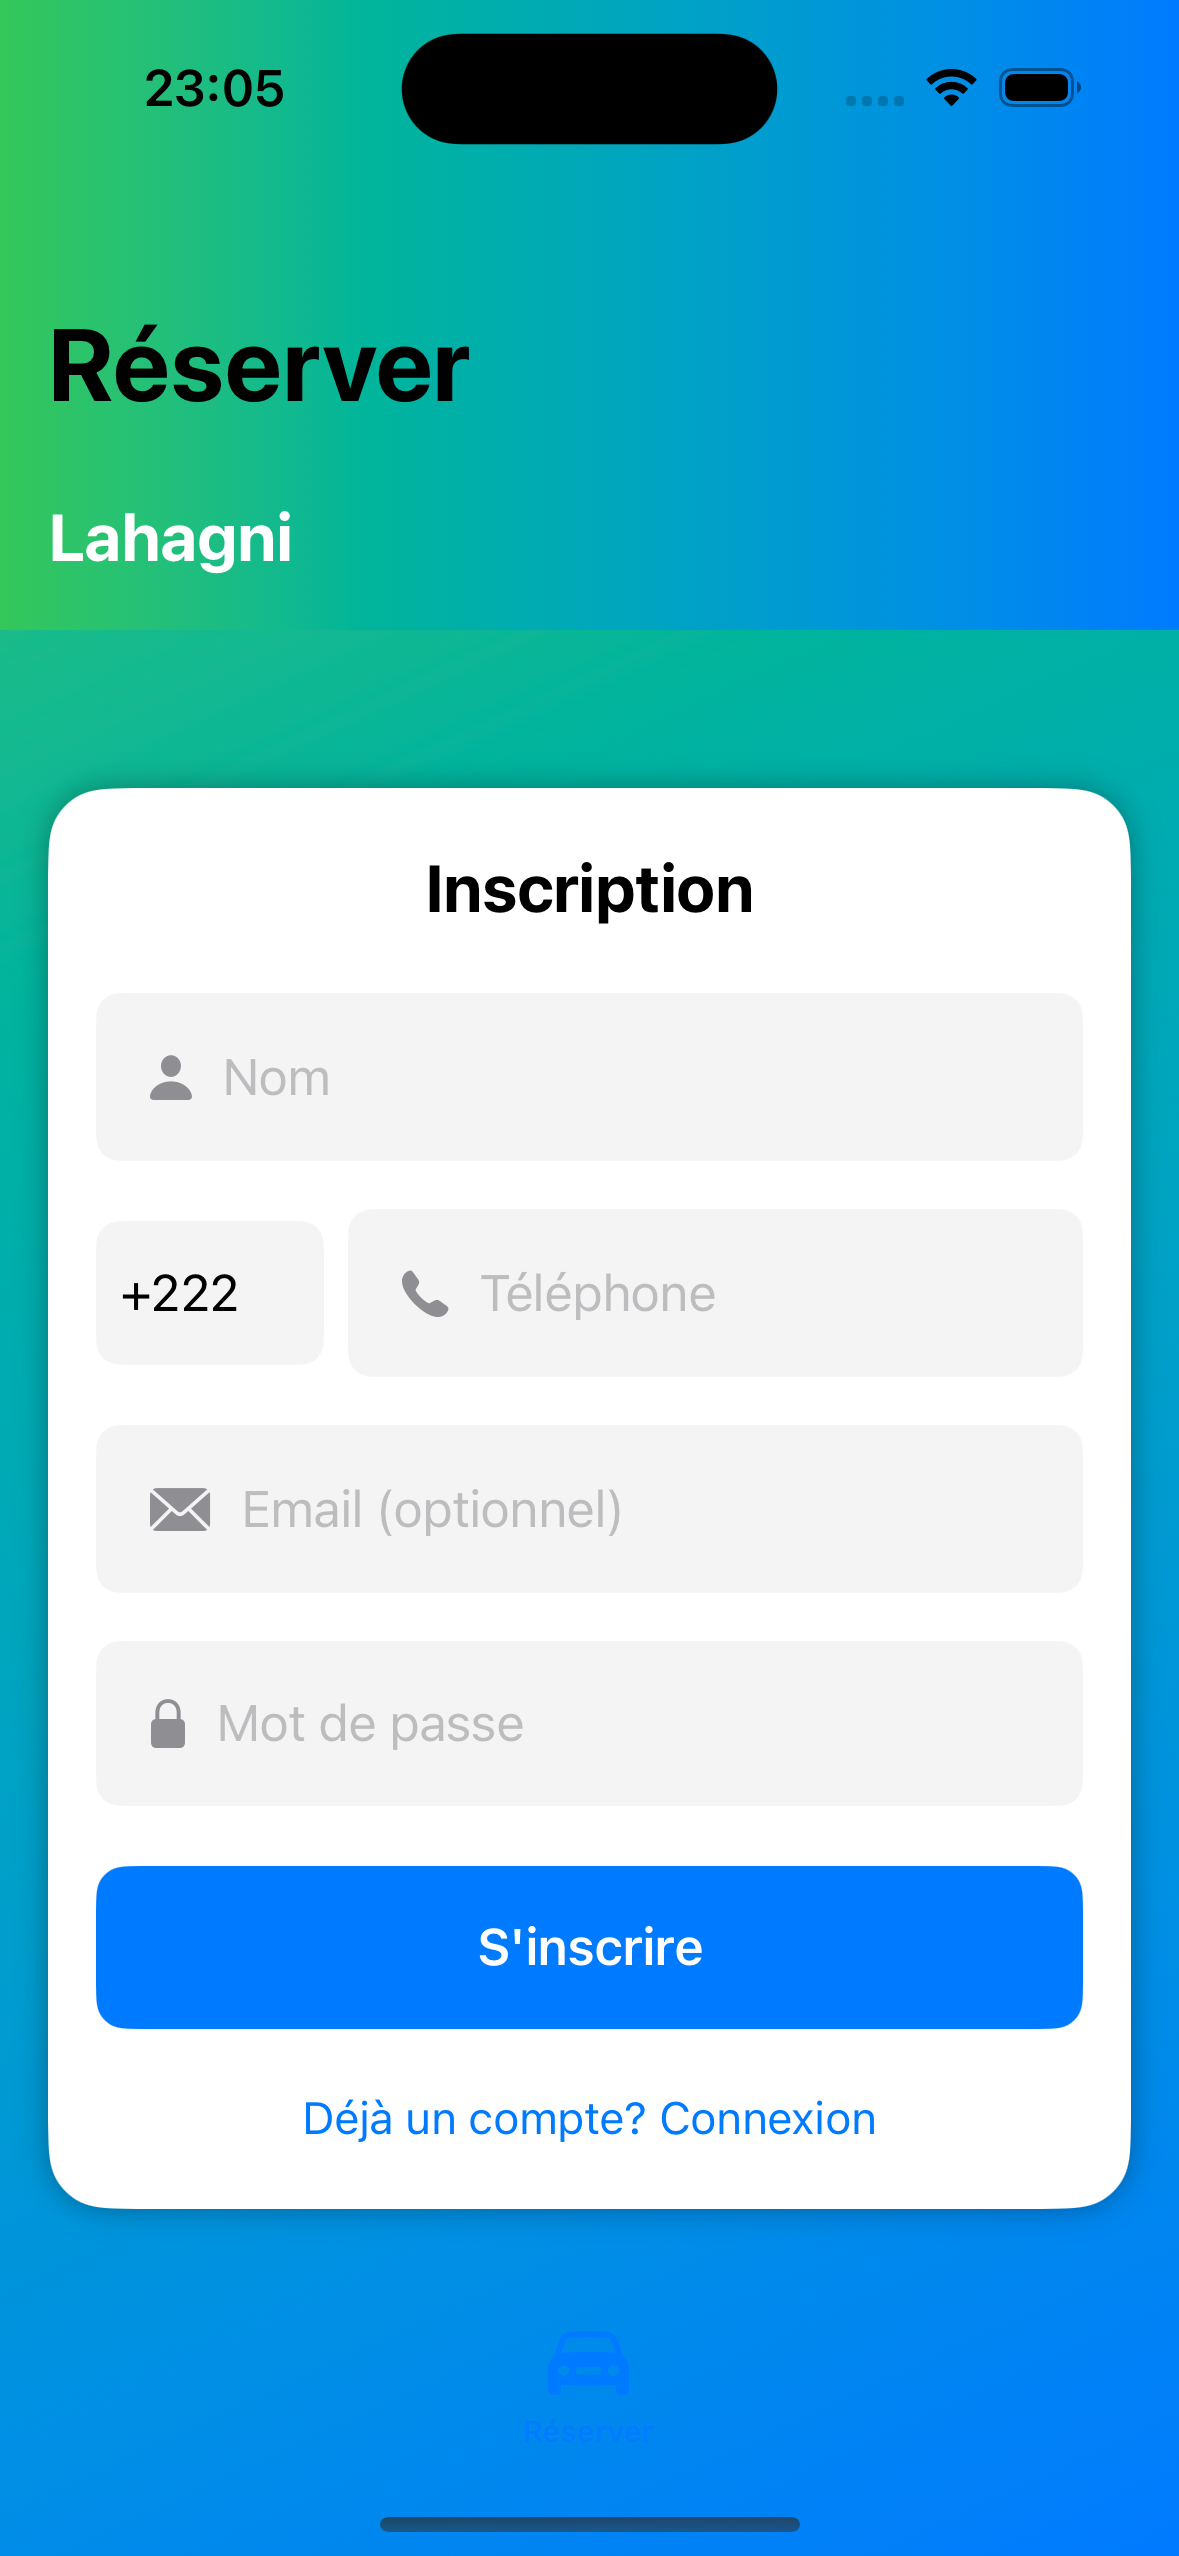 23:05
Réserver
Lahagni
Inscription
Nom
+222 Téléphone
Email (optionnel)
Mot de passe
S'inscrire
Déjà un compte? Connexion
Réserver